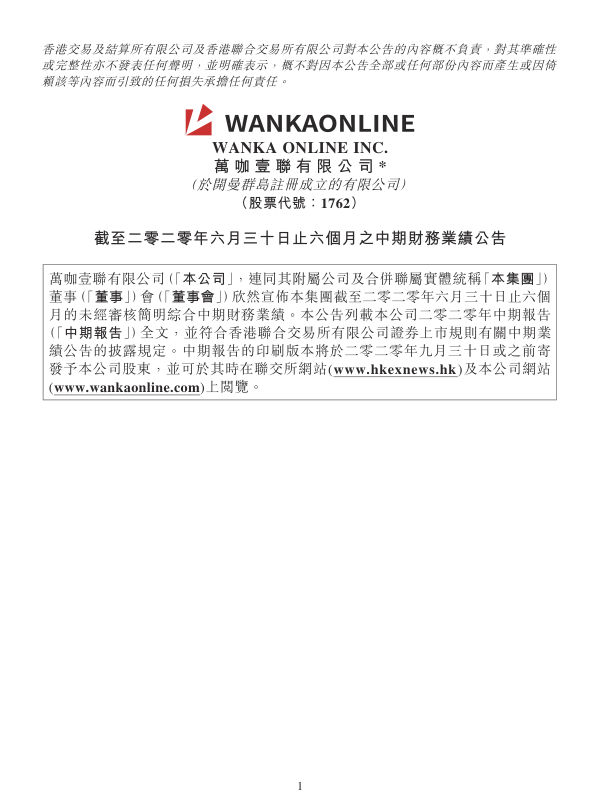 香港交易及結算所有限公司及香港聯合交易所有限公司對本公告的內容概不負責，對其準確性
或完整性亦不發表任何聲明，並明確表示，概不對因本公告全部或任何部份內容而產生或因倚
賴該等內容而引致的任何損失承擔任何責任。
WANKAONLINE
WANKA ONLINE INC.
萬咖壹聯有限公司*
（於開曼群島註冊成立的有限公司）
（股票代號：1762）
截至二零二零年六月三十日止六個月之中期財務業績公告
萬咖壹聯有限公司（「本公司」，連同其附屬公司及合併聯屬實體統稱「本集團」）
董事（「董事」）會（「董事會」）欣然宣佈本集團截至二零二零年六月三十日止六個
月的未經審核簡明綜合中期財務業績。本公告列載本公司二零二零年中期報告
（「中期報告」）全文，並符合香港聯合交易所有限公司證券上市規則有關中期業
績公告的披露規定。中期報告的印刷版本將於二零二零年九月三十日或之前寄
發予本公司股東，並可於其時在聯交所網站(www.hkexnews.hk)及本公司網站
(www.wankaonline.com)上閱覽。
1